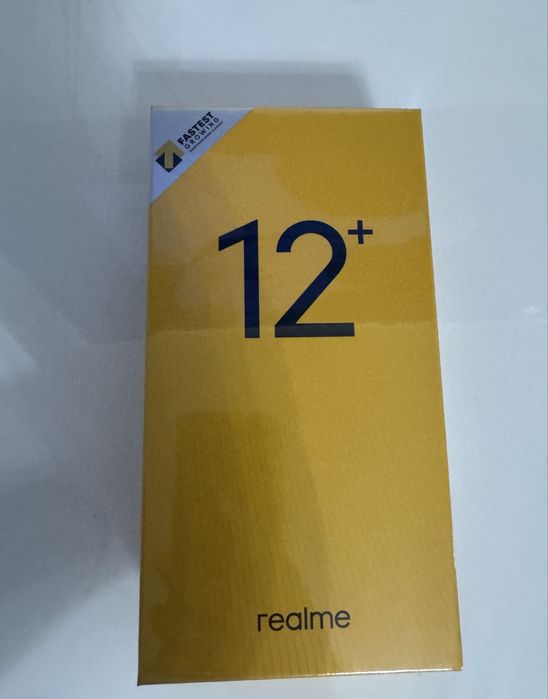 FASTEST
GROWING
12+
realme